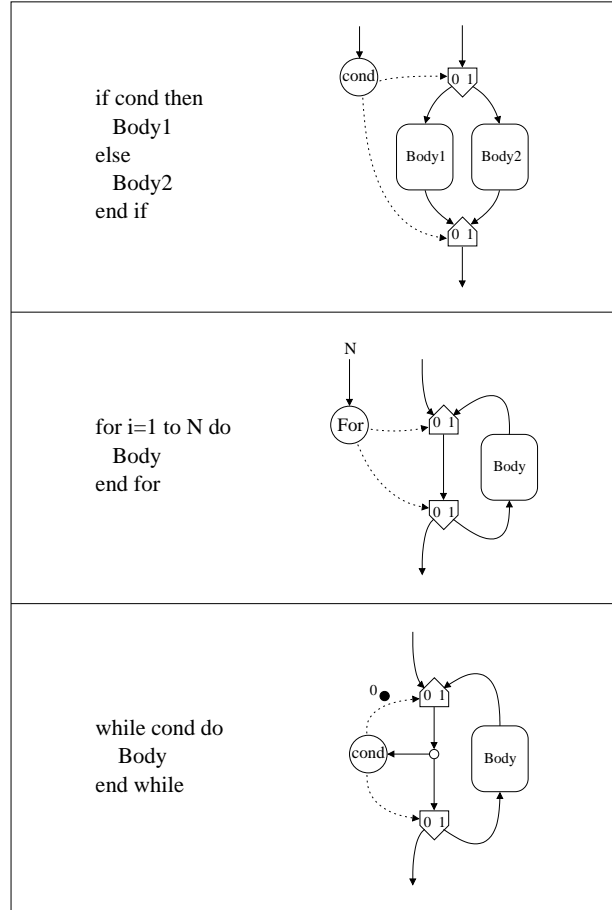 if cond then
Body1
else
Body2
end if
cond
0 1
Body1
Body2
0 1
for i=1 to N do
Body
end for
N
For
0 1
Body
0 1
while cond do
Body
end while
0
0 1
cond
Body
0 1